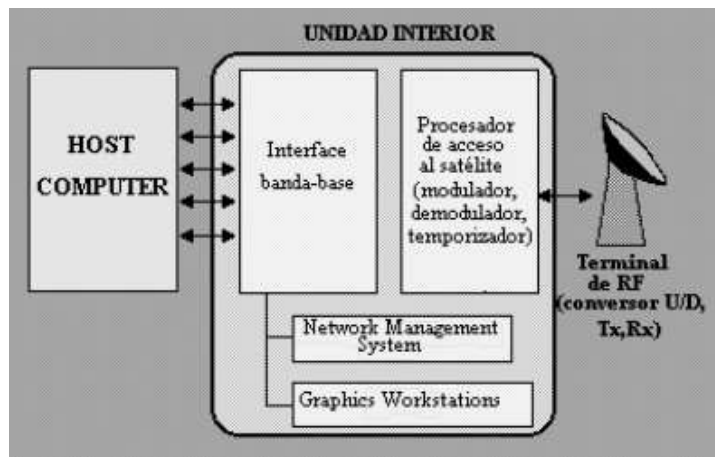 UNIDAD INTERIOR
HOST
COMPUTER
Interface
banda-base
Procesador
de acceso
al satélite
(modulador,
demodulador,
temporizador)
Terminal
de RF
(conversor U/D,
Tx,Rx)
Network Management
System
Graphics Workstations